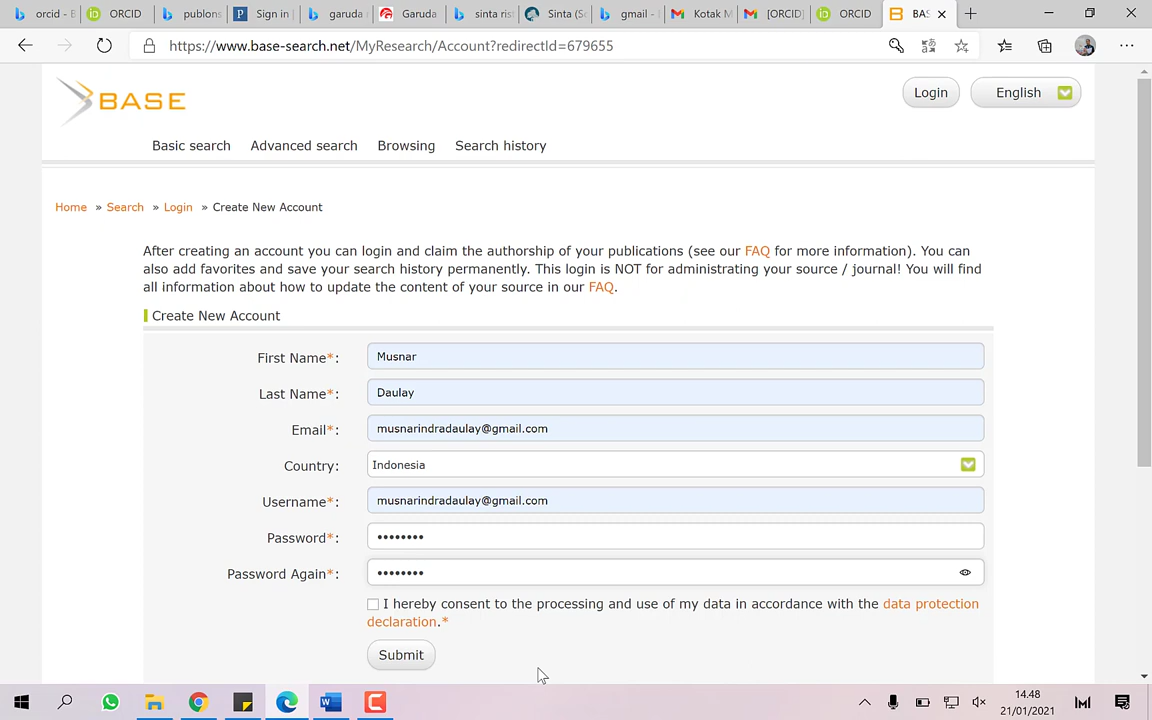 orcid - B
ORCID
publons
Sign in
garuda
Garuda
sinta rist
Sinta (S
gmail -
Kotak M
[ORCID]
ORCID
BAS
https://www.base-search.net/MyResearch/Account?redirectId=679655
BASE
Login
English
Basic search Advanced search Browsing Search history
Home » Search » Login » Create New Account
After creating an account you can login and claim the authorship of your publications (see our FAQ for more information). You can
also add favorites and save your search history permanently. This login is NOT for administrating your source / journal! You will find
all information about how to update the content of your source in our FAQ.
Create New Account
First Name*: Musnar
Last Name*: Daulay
Email*: musnarindradaulay@gmail.com
Country: Indonesia
Username*: musnarindradaulay@gmail.com
Password*: ••••••••
Password Again*: ••••••••
I hereby consent to the processing and use of my data in accordance with the data protection
declaration.*
Submit
14.48
21/01/2021